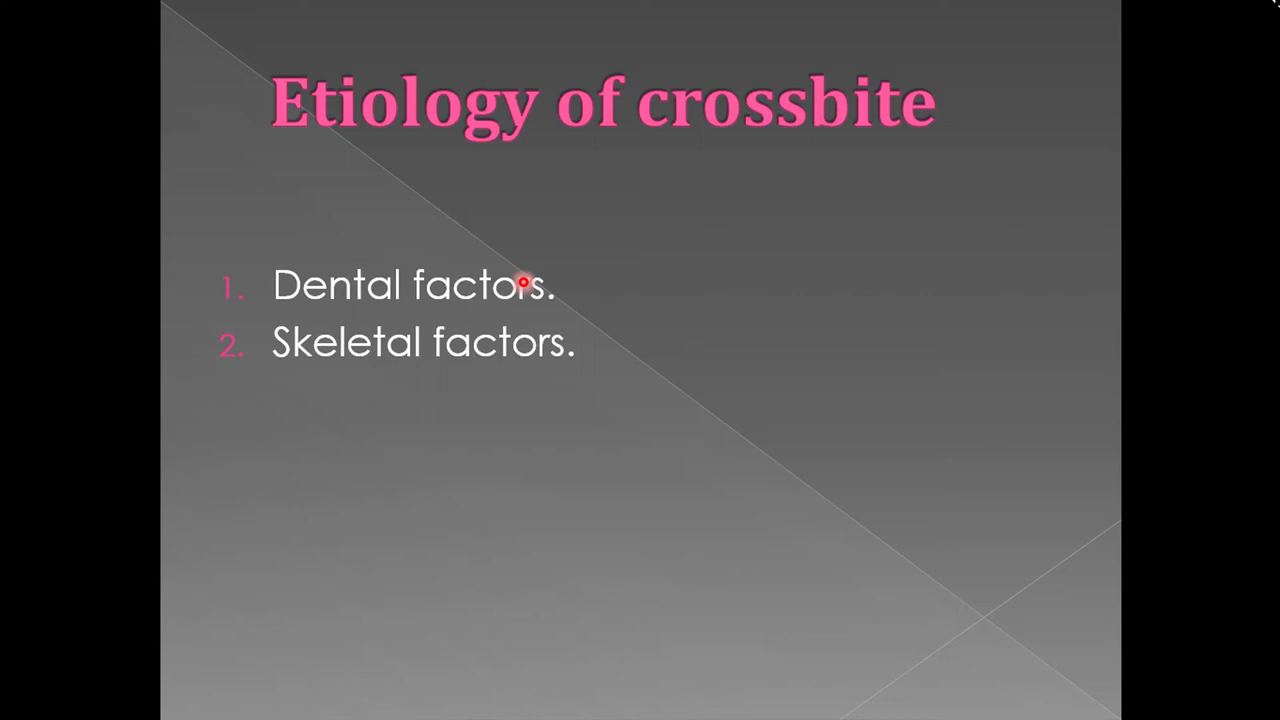 Etiology of crossbite
1. Dental factors.
2. Skeletal factors.